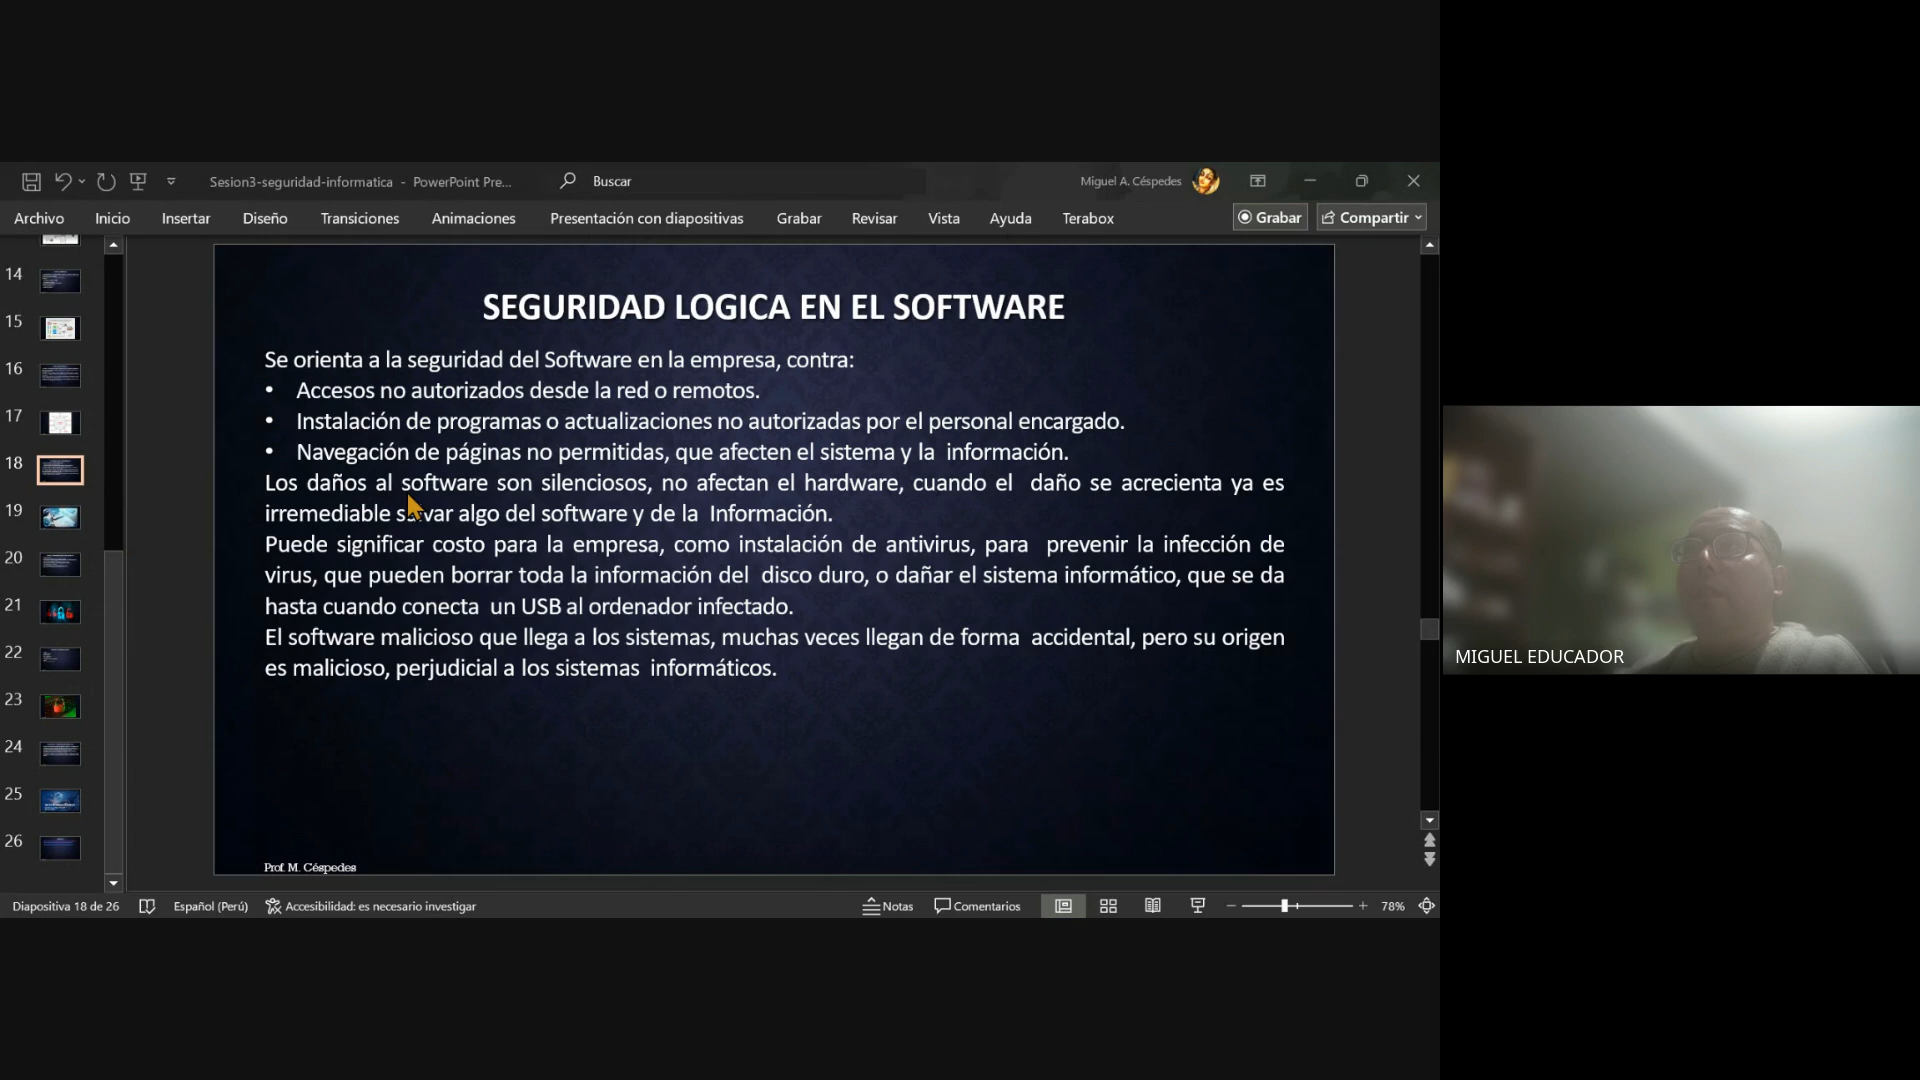 Sesion3-seguridad-informatica - PowerPoint Pre...
Buscar
Miguel A. Céspedes
Archivo Inicio Insertar Diseño Transiciones Animaciones Presentación con diapositivas Grabar Revisar Vista Ayuda Terabox Grabar Compartir
14
15
16
17
18
19
20
21
22
23
24
25
26
SEGURIDAD LOGICA EN EL SOFTWARE
Se orienta a la seguridad del Software en la empresa, contra:
• Accesos no autorizados desde la red o remotos.
• Instalación de programas o actualizaciones no autorizadas por el personal encargado.
• Navegación de páginas no permitidas, que afecten el sistema y la información.
Los daños al software son silenciosos, no afectan el hardware, cuando el daño se acrecienta ya es
irremediable salvar algo del software y de la Información.
Puede significar costo para la empresa, como instalación de antivirus, para prevenir la infección de
virus, que pueden borrar toda la información del disco duro, o dañar el sistema informático, que se da
hasta cuando conecta un USB al ordenador infectado.
El software malicioso que llega a los sistemas, muchas veces llegan de forma accidental, pero su origen
es malicioso, perjudicial a los sistemas informáticos.
Prof. M. Céspedes
MIGUEL EDUCADOR
Diapositiva 18 de 26 Español (Perú) Accesibilidad: es necesario investigar Notas Comentarios 78%